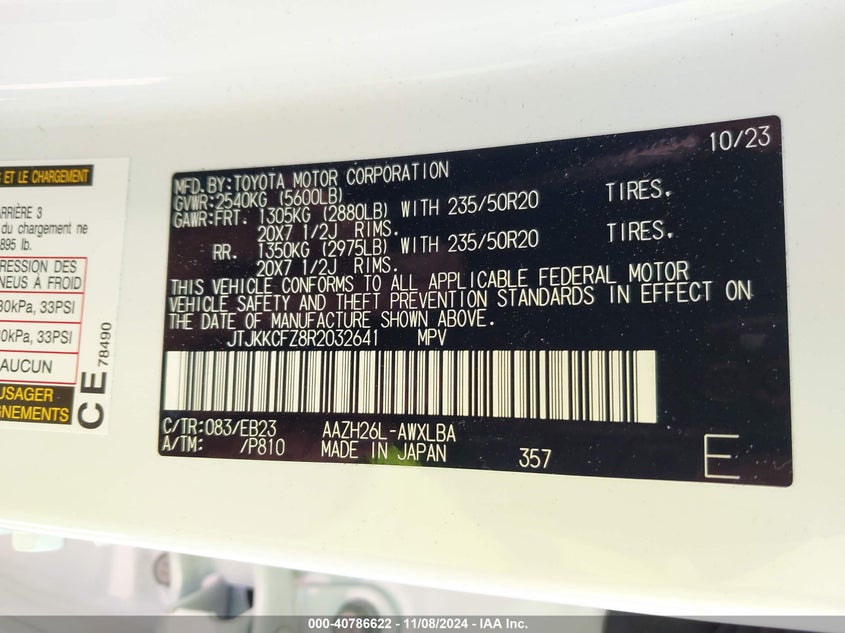 S ET LE CHARGEMENT
ARRIÈRE 3
du chargement ne
895 lb.
RESSION DES
NEUS À FROID
30kPa, 33PSI
0kPa, 33PSI
AUCUN
USAGER
GNEMENTS
CE 78490
10/23
MFD.BY:TOYOTA MOTOR CORPORATION
GVWR:2540KG (5600LB)
GAWR:FRT. 1305KG (2880LB) WITH 235/50R20 TIRES.
20X7 1/2J RIMS.
RR. 1350KG (2975LB) WITH 235/50R20 TIRES.
20X7 1/2J RIMS.
THIS VEHICLE CONFORMS TO ALL APPLICABLE FEDERAL MOTOR
VEHICLE SAFETY AND THEFT PREVENTION STANDARDS IN EFFECT ON
THE DATE OF MANUFACTURE SHOWN ABOVE.
JTJKKCFZ8R2032641 MPV
C/TR:083/EB23 AAZH26L-AWXLBA
A/TM: /P810 MADE IN JAPAN 357 E
000-40786622 - 11/08/2024 - IAA Inc.